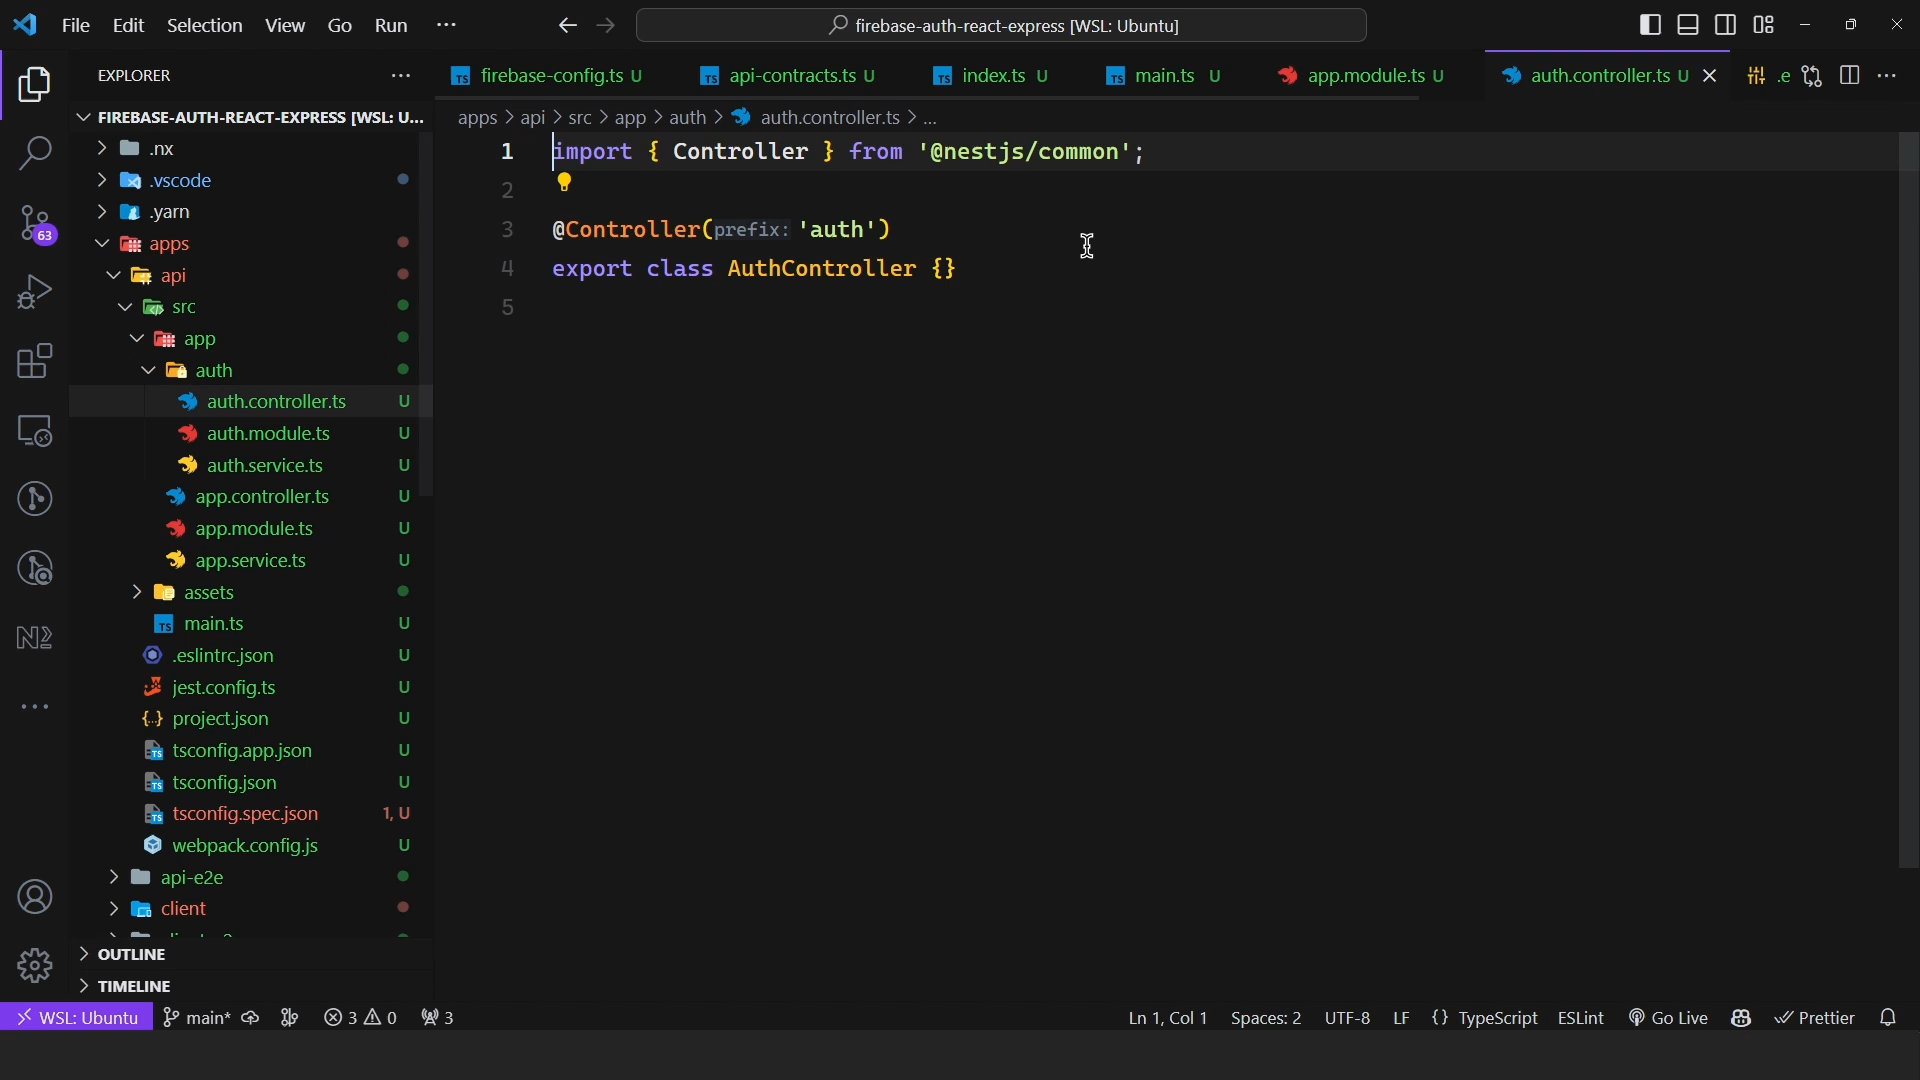 File Edit Selection View Go Run ···
firebase-auth-react-express [WSL: Ubuntu]
EXPLORER
firebase-config.ts U
api-contracts.ts U
index.ts U
main.ts U
app.module.ts U
auth.controller.ts U
.e
FIREBASE-AUTH-REACT-EXPRESS [WSL: U...
apps > api > src > app > auth > auth.controller.ts > ...
.nx
.vscode
.yarn
apps
api
src
app
auth
auth.controller.ts U
auth.module.ts U
auth.service.ts U
app.controller.ts U
app.module.ts U
app.service.ts U
assets
main.ts U
.eslintrc.json U
jest.config.ts U
project.json U
tsconfig.app.json U
tsconfig.json U
tsconfig.spec.json 1, U
webpack.config.js U
api-e2e
client
OUTLINE
TIMELINE
63
1 import { Controller } from '@nestjs/common';
2
3 @Controller(prefix: 'auth')
4 export class AuthController {}
5
WSL: Ubuntu main* 3 0 3
Ln 1, Col 1 Spaces: 2 UTF-8 LF {} TypeScript ESLint Go Live Prettier